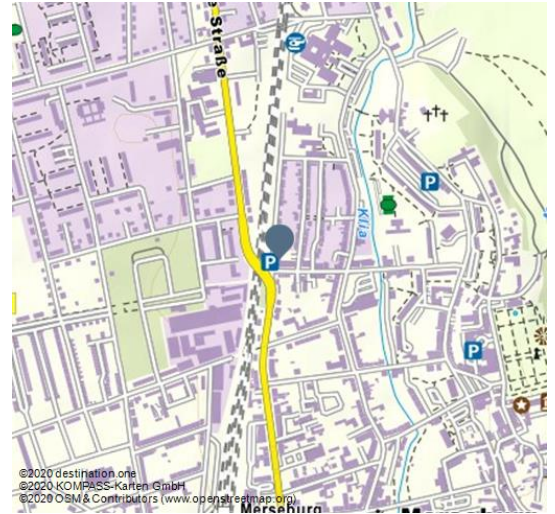 e Straße
P
P
Klia
P
©2020 destination.one
©2020 KOMPASS-Karten GmbH
©2020 OSM & Contributors (www.openstreetmap.org)
Merseburg